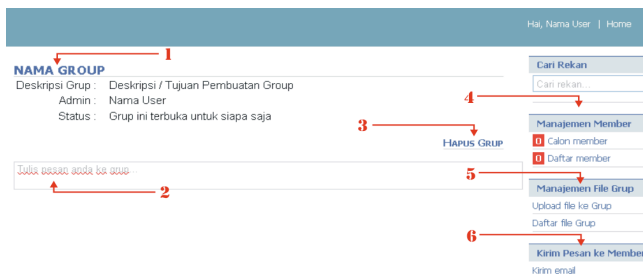 Hai, Nama User | Home
1
NAMA GROUP
Deskripsi Grup : Deskripsi / Tujuan Pembuatan Group
Admin : Nama User
Status : Grup ini terbuka untuk siapa saja
3
HAPUS GRUP
Tulis pesan anda ke grup...
2
Cari Rekan
Cari rekan...
4
Manajemen Member
0 Calon member
0 Daftar member
5
Manajemen File Grup
Upload file ke Grup
Daftar file Grup
6
Kirim Pesan ke Member
Kirim email